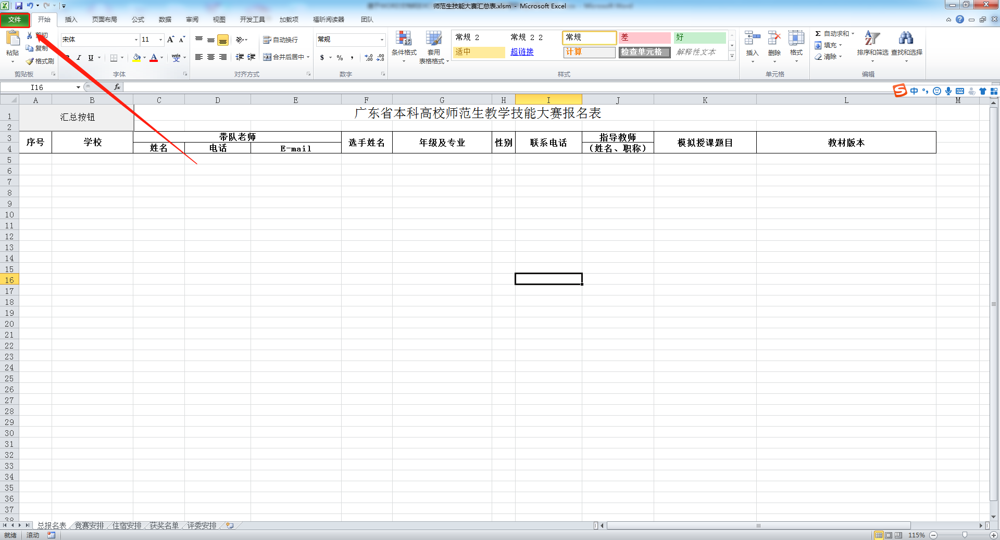 师范生技能大赛汇总表.xlsm - Microsoft Excel
文件 开始 插入 页面布局 公式 数据 审阅 视图 开发工具 加载项 福昕阅读器 团队
粘贴 剪切 复制 格式刷 剪贴板
宋体 11 字体
自动换行 合并后居中 对齐方式
常规 数字
条件格式 套用表格格式
常规 2 常规 2 2 常规 差 好
适中 超链接 计算 检查单元格 解释性文本
样式
插入 删除 格式 单元格
Σ 自动求和 填充 清除 排序和筛选 查找和选择 编辑
I16 fx
中
A B C D E F G H I J K L M
汇总按钮
广东省本科高校师范生教学技能大赛报名表
序号 学校 带队老师 选手姓名 年级及专业 性别 联系电话 指导教师 模拟授课题目 教材版本
姓名 电话 E-mail (姓名、职称)
1
2
3
4
5
6
7
8
9
10
11
12
13
14
15
16
17
18
19
20
21
22
23
24
25
26
27
28
29
30
31
32
33
34
35
36
37
38
总报名表 竞赛安排 住宿安排 获奖名单 评委安排
就绪 滚动 115%